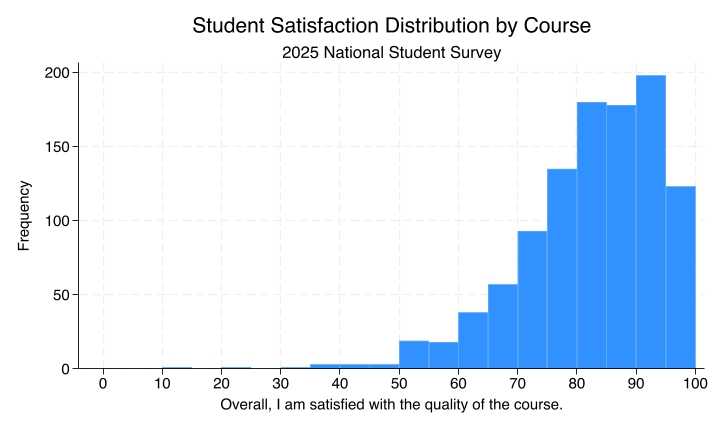 Student Satisfaction Distribution by Course
2025 National Student Survey
200
150
100
50
0
Frequency
0 10 20 30 40 50 60 70 80 90 100
Overall, I am satisfied with the quality of the course.